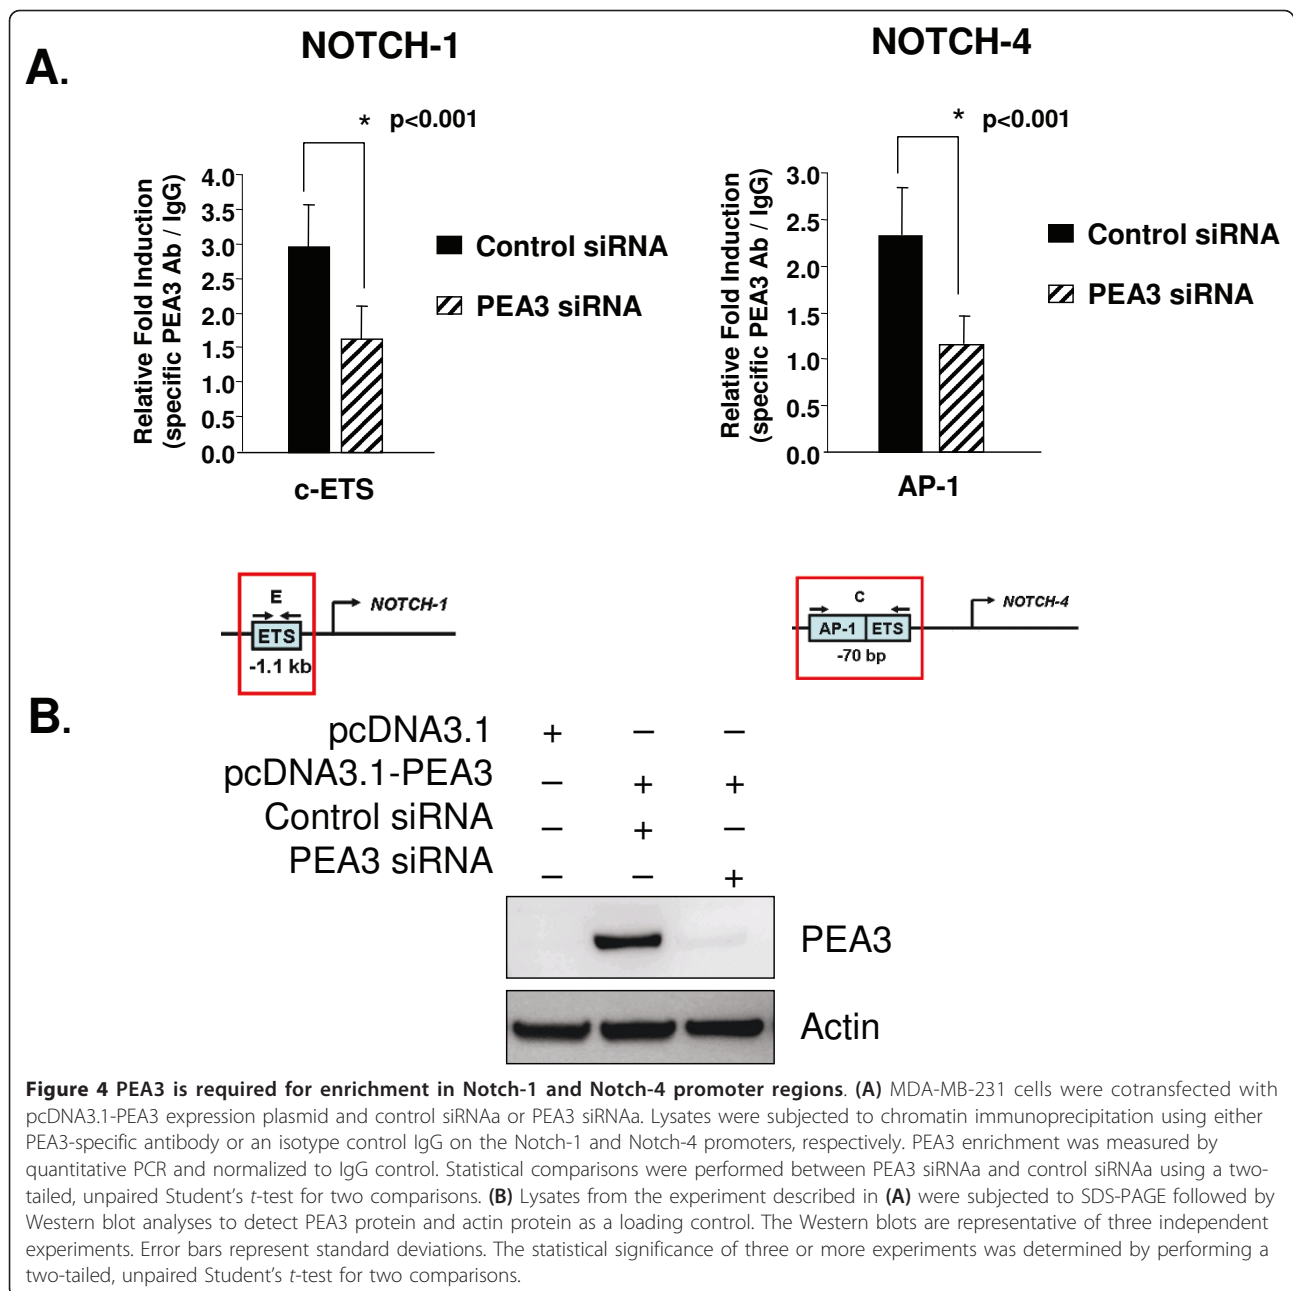 A.
NOTCH-1
* p<0.001
Relative Fold Induction
(specific PEA3 Ab / IgG)
4.0
3.5
3.0
2.5
2.0
1.5
1.0
0.5
0.0
c-ETS
Control siRNA
PEA3 siRNA
E
ETS
-1.1 kb
NOTCH-1
NOTCH-4
* p<0.001
Relative Fold Induction
(specific PEA3 Ab / IgG)
3.0
2.5
2.0
1.5
1.0
0.5
0.0
AP-1
Control siRNA
PEA3 siRNA
C
AP-1 ETS
-70 bp
NOTCH-4
B.
pcDNA3.1 + − −
pcDNA3.1-PEA3 − + +
Control siRNA − + −
PEA3 siRNA − − +
PEA3
Actin
Figure 4 PEA3 is required for enrichment in Notch-1 and Notch-4 promoter regions. (A) MDA-MB-231 cells were cotransfected with
pcDNA3.1-PEA3 expression plasmid and control siRNAa or PEA3 siRNAa. Lysates were subjected to chromatin immunoprecipitation using either
PEA3-specific antibody or an isotype control IgG on the Notch-1 and Notch-4 promoters, respectively. PEA3 enrichment was measured by
quantitative PCR and normalized to IgG control. Statistical comparisons were performed between PEA3 siRNAa and control siRNAa using a two-
tailed, unpaired Student's t-test for two comparisons. (B) Lysates from the experiment described in (A) were subjected to SDS-PAGE followed by
Western blot analyses to detect PEA3 protein and actin protein as a loading control. The Western blots are representative of three independent
experiments. Error bars represent standard deviations. The statistical significance of three or more experiments was determined by performing a
two-tailed, unpaired Student's t-test for two comparisons.